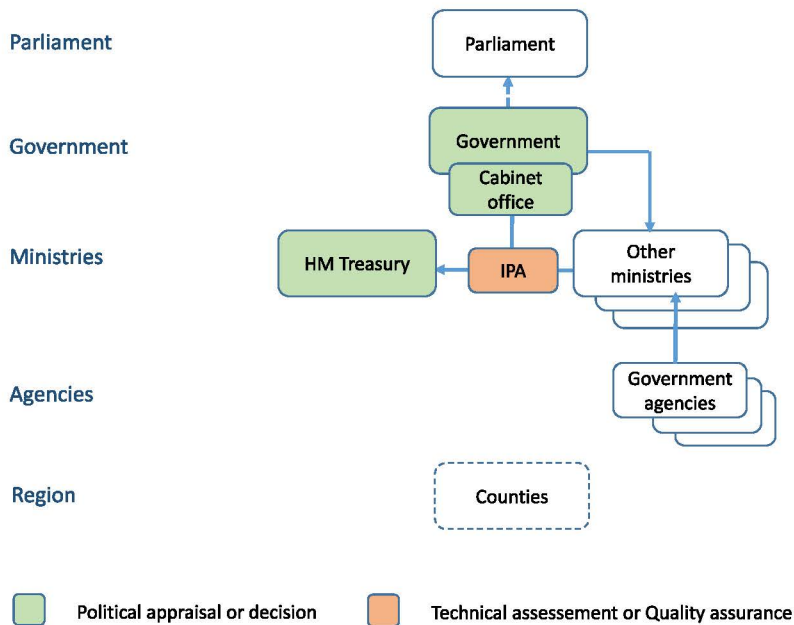 Parliament
Parliament
Government
Government
Cabinet
office
Ministries
HM Treasury
IPA
Other
ministries
Agencies
Government
agencies
Region
Counties
Political appraisal or decision
Technical assessement or Quality assurance